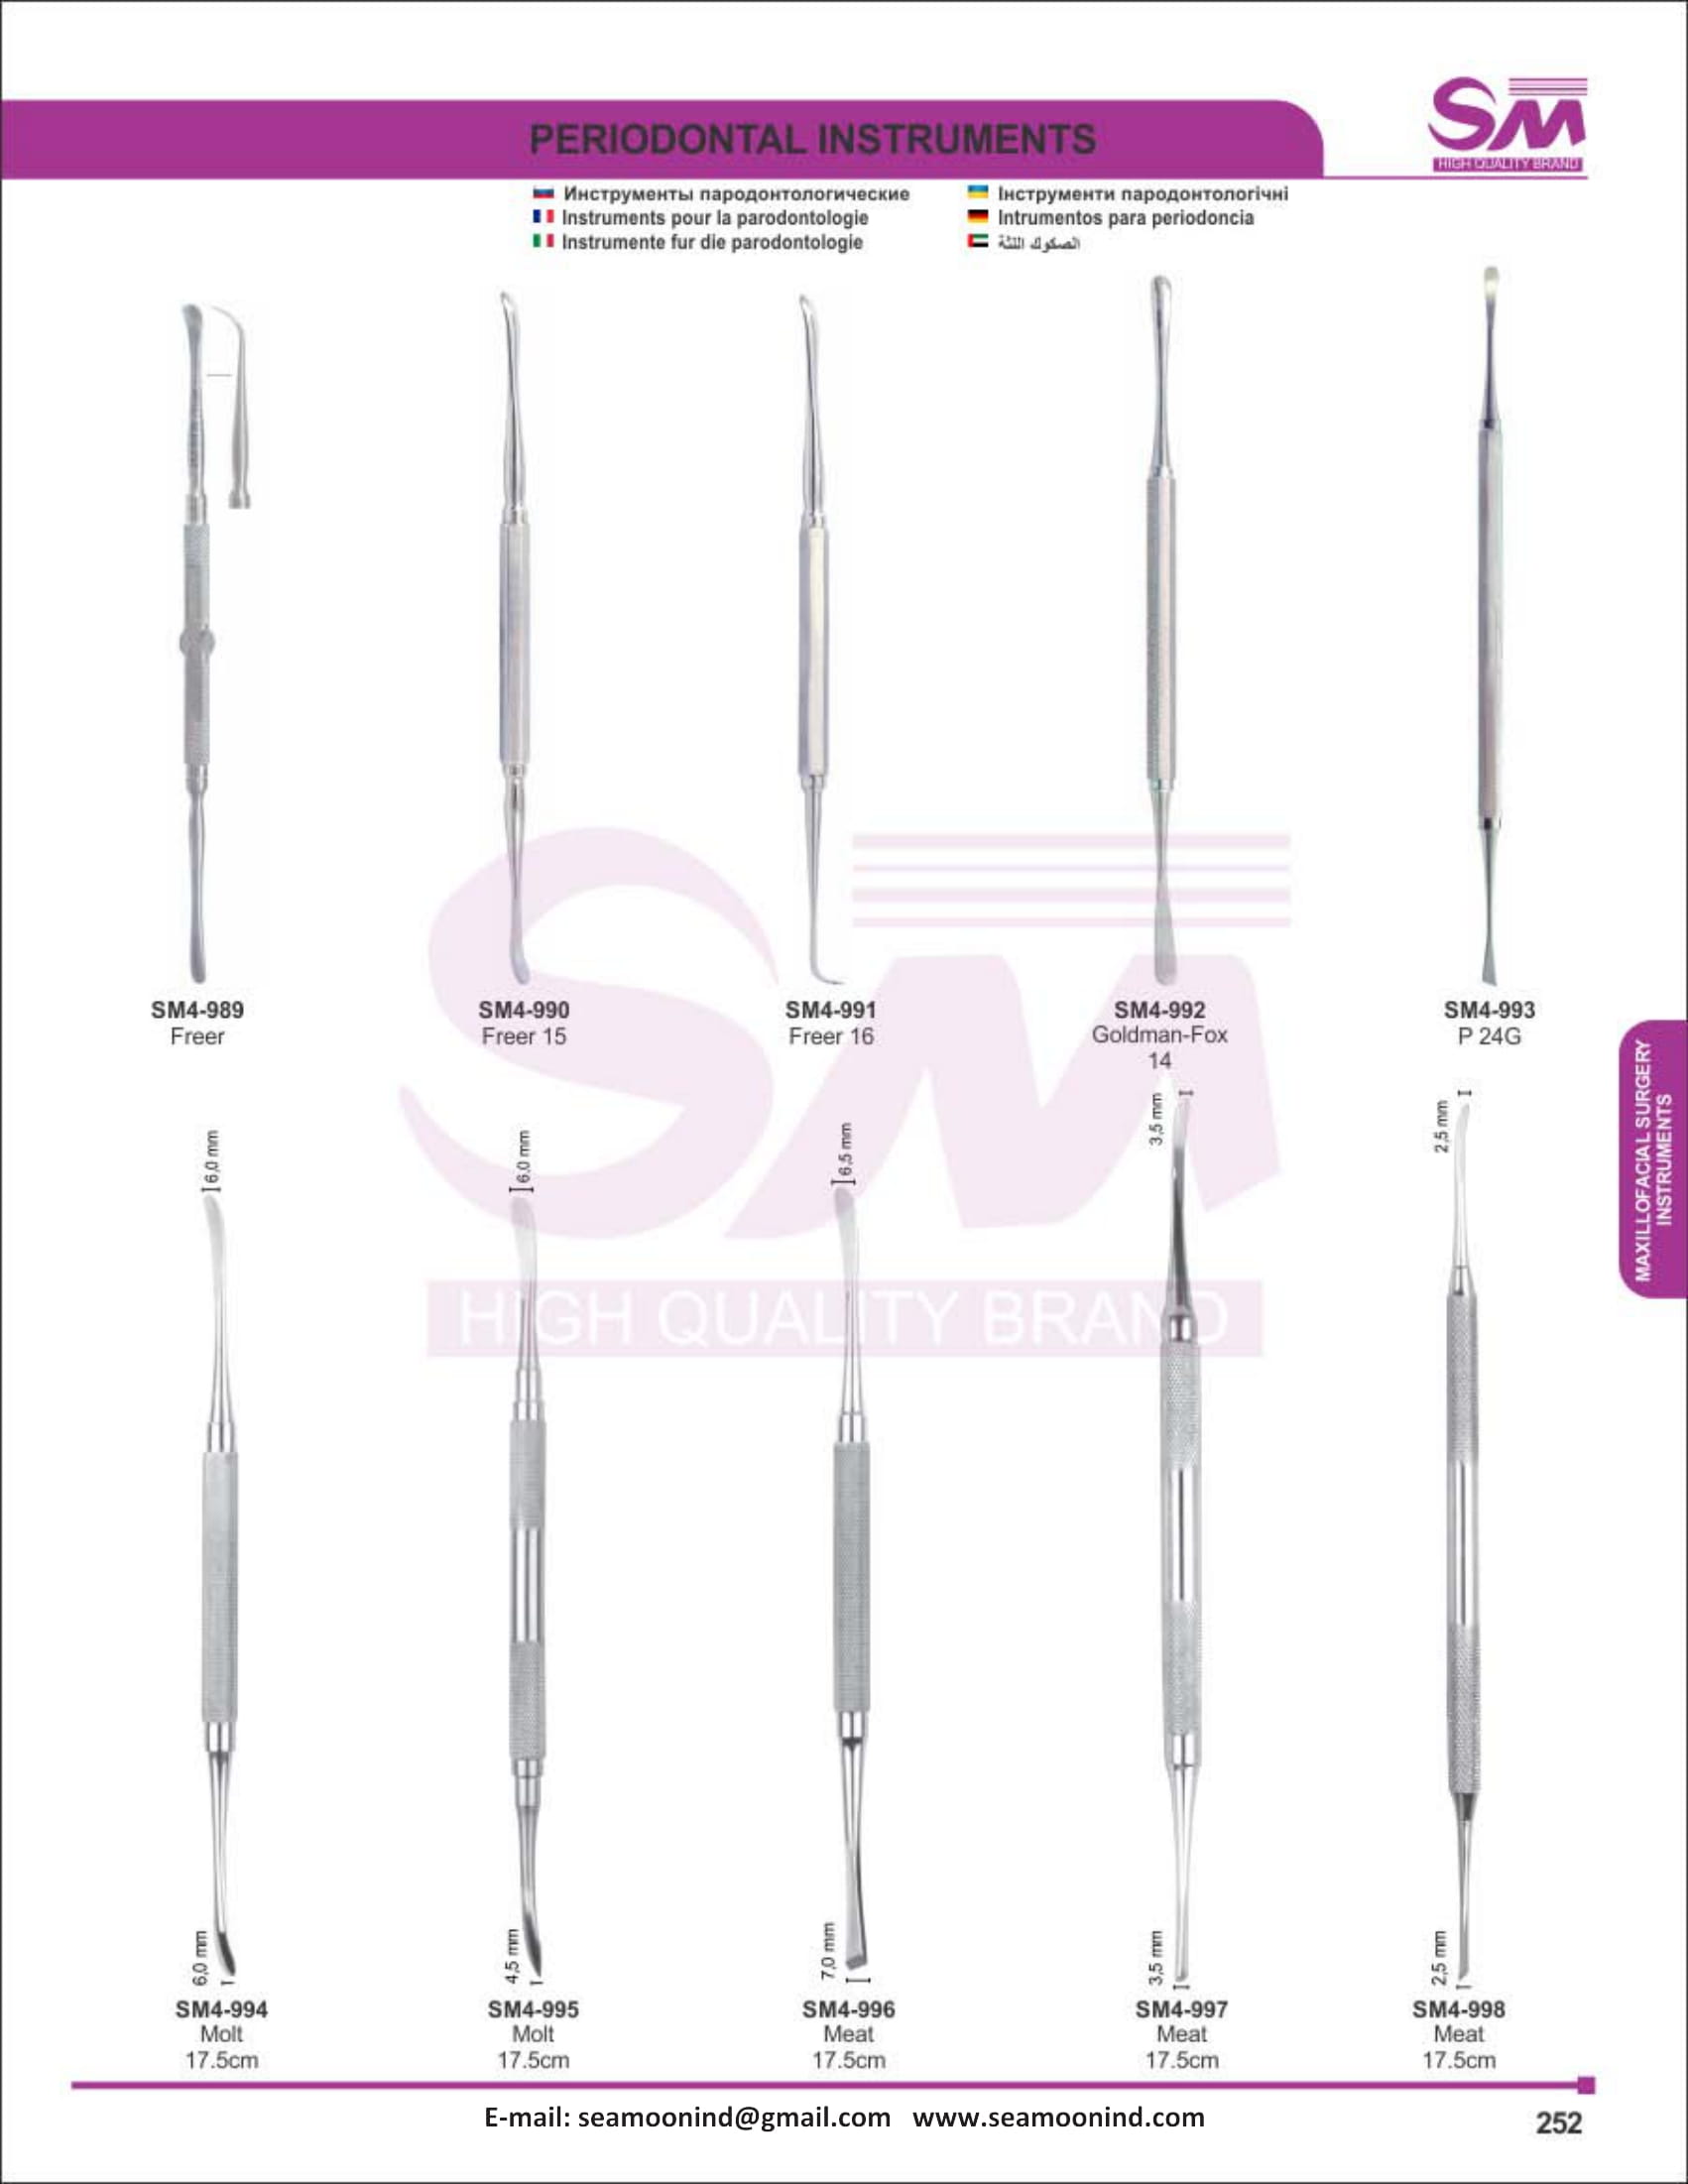 SM
HIGH QUALITY BRAND
PERIODONTAL INSTRUMENTS
Инструменты пародонтологические
Instruments pour la parodontologie
Instrumente fur die parodontologie
Інструменти пародонтологічні
Intrumentos para periodoncia
الصكوك اللثة
SM4-989
Freer
SM4-990
Freer 15
SM4-991
Freer 16
SM4-992
Goldman-Fox
14
SM4-993
P 24G
MAXILLOFACIAL SURGERY
INSTRUMENTS
SM
HIGH QUALITY BRAND
6,0 mm
6,0 mm
6,5 mm
3,5 mm
2,5 mm
6,0 mm
4,5 mm
7,0 mm
3,5 mm
2,5 mm
SM4-994
Molt
17.5cm
SM4-995
Molt
17.5cm
SM4-996
Meat
17.5cm
SM4-997
Meat
17.5cm
SM4-998
Meat
17.5cm
E-mail: seamoonind@gmail.com www.seamoonind.com
252